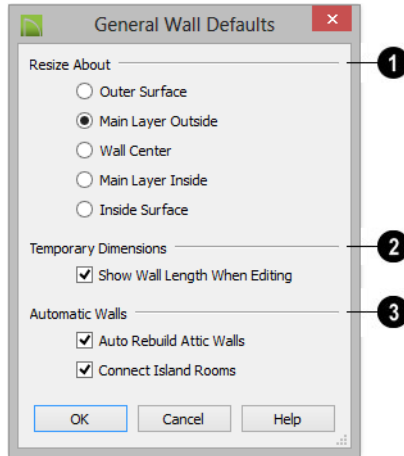 General Wall Defaults
Resize About
1
Outer Surface
Main Layer Outside
Wall Center
Main Layer Inside
Inside Surface
Temporary Dimensions
2
Show Wall Length When Editing
Automatic Walls
3
Auto Rebuild Attic Walls
Connect Island Rooms
OK Cancel Help